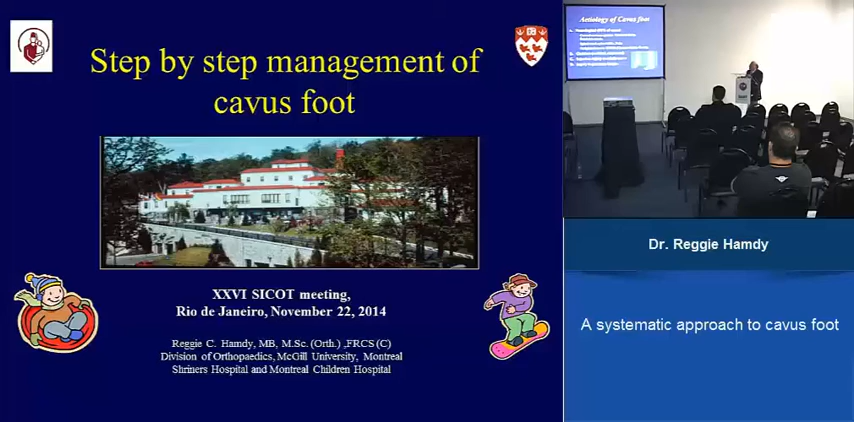 Step by step management of
cavus foot
XXVI SICOT meeting,
Rio de Janeiro, November 22, 2014
Reggie C. Hamdy, MB, M.Sc. (Orth.) ,FRCS (C)
Division of Orthopaedics, McGill University, Montreal
Shriners Hospital and Montreal Children Hospital
Aetiology of Cavus foot
Dr. Reggie Hamdy
A systematic approach to cavus foot